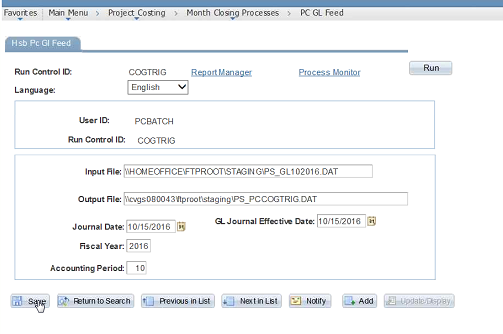 Favorites Main Menu > Project Costing > Month Closing Processes > PC GL Feed
Hsb Pc Gl Feed
Run Control ID: COGTRIG Report Manager Process Monitor Run
Language: English
User ID: PCBATCH
Run Control ID: COGTRIG
Input File: \\HOMEOFFICE\FTPROOT\STAGING\PS_GL102016.DAT
Output File: \\cvgs080043\ftproot\staging\PS_PCCOGTRIG.DAT
Journal Date: 10/15/2016 GL Journal Effective Date: 10/15/2016
Fiscal Year: 2016
Accounting Period: 10
Save Return to Search Previous in List Next in List Notify Add Update/Display